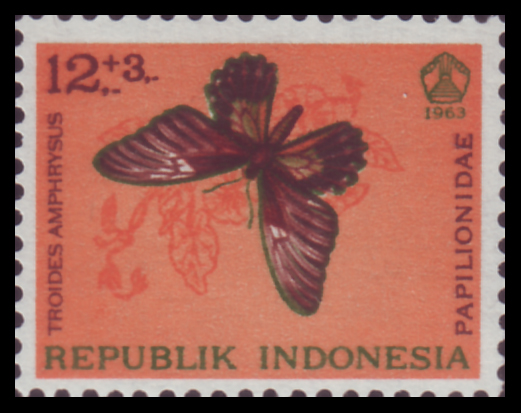 12,-+3,-
1963
TROIDES AMPHRYSUS
PAPILIONIDAE
REPUBLIK INDONESIA